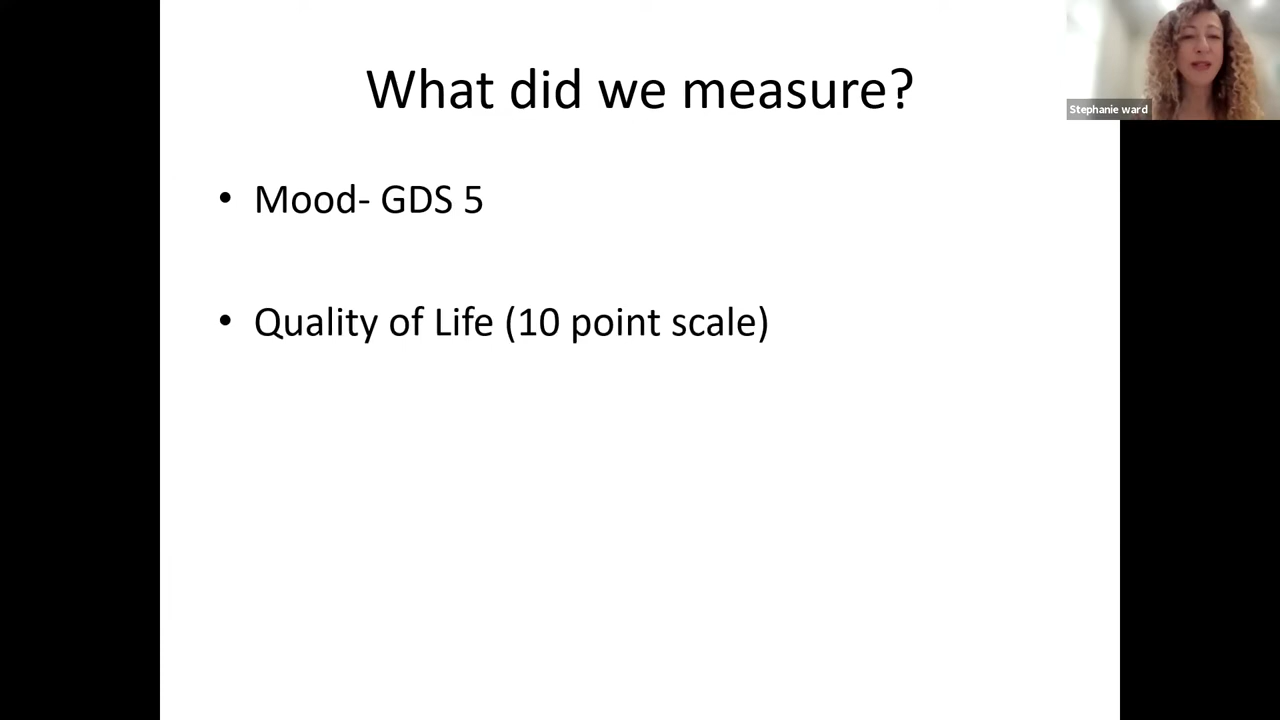 What did we measure?
Stephanie ward
• Mood- GDS 5
• Quality of Life (10 point scale)